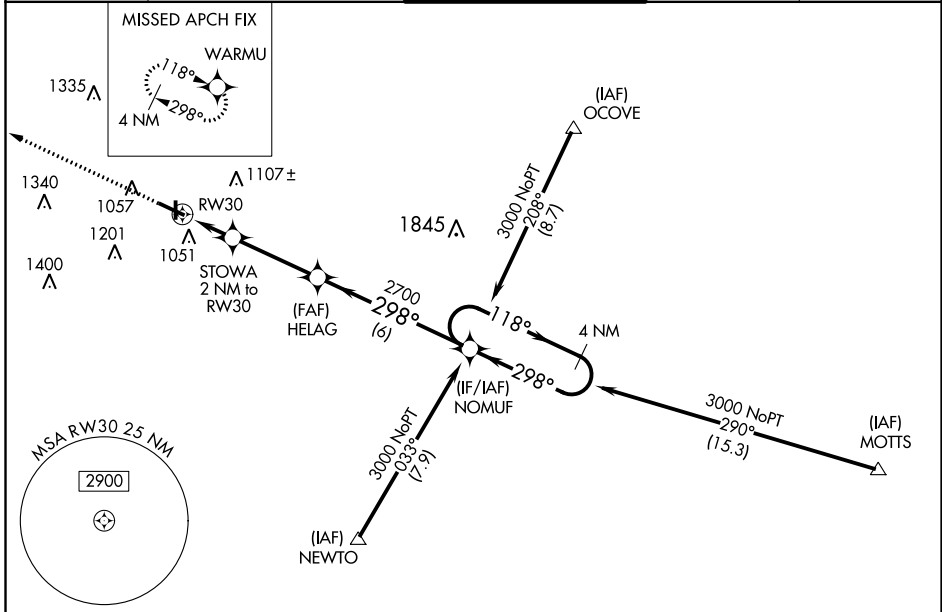 MISSED APCH FIX
WARMU
118°
298°
4 NM
1335
(IAF)
OCOVE
1340
1057
1107 ±
RW30
1201
1051
1400
STOWA
2 NM to
RW30
1845
3000 NoPT
208°
(8.7)
(FAF)
HELAG
2700
298°
(6)
118°
4 NM
298°
(IF/IAF)
NOMUF
3000 NoPT
290°
(15.3)
(IAF)
MOTTS
3000 NoPT
033°
(7.9)
(IAF)
NEWTO
MSA RW30 25 NM
2900